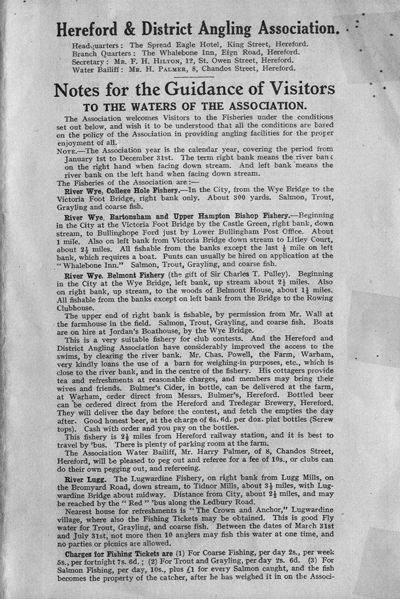 Hereford & District Angling Association.
Headquarters: The Spread Eagle Hotel, King Street, Hereford.
Branch Quarters: The Whalebone Inn, Eign Road, Hereford.
Secretary: MR. F. H. HILTON, 12, St. Owen Street, Hereford.
Water Bailiff: MR. H. PALMER, 8, Chandos Street, Hereford.
Notes for the Guidance of Visitors
TO THE WATERS OF THE ASSOCIATION.
The Association welcomes Visitors to the Fisheries under the conditions
set out below, and wish it to be understood that all the conditions are based
on the policy of the Association in providing angling facilities for the proper
enjoyment of all.
NOTE.—The Association year is the calendar year, covering the period from
January 1st to December 31st. The term right bank means the river bank
on the right hand when facing down stream. And left bank means the
river bank on the left hand when facing down stream.
The Fisheries of the Association are :—
River Wye, College Hole Fishery.—In the City, from the Wye Bridge to the
Victoria Foot Bridge, right bank only. About 300 yards. Salmon, Trout,
Grayling and coarse fish.
River Wye, Bartonsham and Upper Hampton Bishop Fishery.—Beginning
in the City at the Victoria Foot Bridge by the Castle Green, right bank, down
stream, to Bullinghope Ford just by Lower Bullingham Post Office. About
1 mile. Also on left bank from Victoria Bridge down stream to Litley Court,
about 2½ miles. All fishable from the banks except the last ½ mile on left
bank, which requires a boat. Punts can usually be hired on application at the
"Whalebone Inn." Salmon, Trout, Grayling, and coarse fish.
River Wye, Belmont Fishery (the gift of Sir Charles T. Pulley). Beginning
in the City at the Wye Bridge, left bank, up stream about 2½ miles. Also
on right bank, up stream, to the woods of Belmont House, about 1½ miles.
All fishable from the banks except on left bank from the Bridge to the Rowing
Clubhouse.
The upper end of right bank is fishable, by permission from Mr. Wall at
the farmhouse in the field. Salmon, Trout, Grayling, and coarse fish. Boats
are on hire at Jordan's Boathouse, by the Wye Bridge.
This is a very suitable fishery for club contests. And the Hereford and
District Angling Association have considerably improved the access to the
swims, by clearing the river bank. Mr. Chas. Powell, the Farm, Warham,
very kindly loans the use of a barn for weighing-in purposes, etc., which is
close to the river bank, and in the centre of the fishery. His cottagers provide
tea and refreshments at reasonable charges, and members may bring their
wives and friends. Bulmer's Cider, in bottle, can be delivered at the farm,
at Warham, order direct from Messrs. Bulmer's, Hereford. Bottled beer
can be ordered direct from the Hereford and Tredegar Brewery, Hereford.
They will deliver the day before the contest, and fetch the empties the day
after. Good honest beer, at the charge of 6s. 6d. per doz. pint bottles (Screw
tops). Cash with order and you pay on the bottles.
This fishery is 2½ miles from Hereford railway station, and it is best to
travel by 'bus. There is plenty of parking room at the farm.
The Association Water Bailiff, Mr. Harry Palmer, of 8, Chandos Street,
Hereford, will be pleased to peg out and referee for a fee of 10s., or clubs can
do their own pegging out, and refereeing.
River Lugg. The Lugwardine Fishery, on right bank from Lugg Mills, on
the Bromyard Road, down stream, to Tidnor Mills, about 3½ miles, with Lug-
wardine Bridge about midway. Distance from City, about 2½ miles, and may
be reached by the "Red" 'bus along the Ledbury Road.
Nearest house for refreshments is "The Crown and Anchor," Lugwardine
village, where also the Fishing Tickets may be obtained. This is good Fly
water for Trout, Grayling, and coarse fish. Between the dates of March 31st
and July 31st, not more then 10 anglers may fish this water at one time, and
no parties or picnics are allowed.
Charges for Fishing Tickets are (1) For Coarse Fishing, per day 2s., per week
5s., per fortnight 7s. 6d.; (2) For Trout and Grayling, per day 7s. 6d. (3) For
Salmon Fishing, per day, 10s., plus £1 for every Salmon caught, and the fish
becomes the property of the catcher, after he has weighed it in on the Associ-